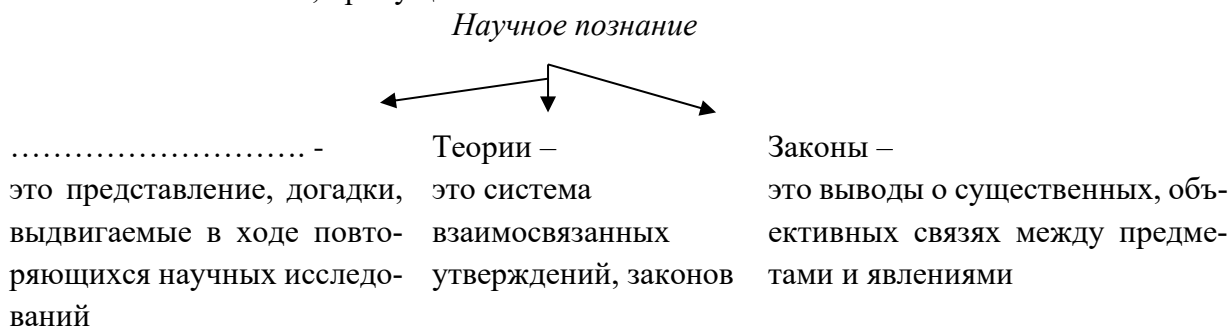 Научное познание
…………………………. -
это представление, догадки,
выдвигаемые в ходе повто-
ряющихся научных исследо-
ваний
Теории –
это система
взаимосвязанных
утверждений, законов
Законы –
это выводы о существенных, объ-
ективных связях между предме-
тами и явлениями